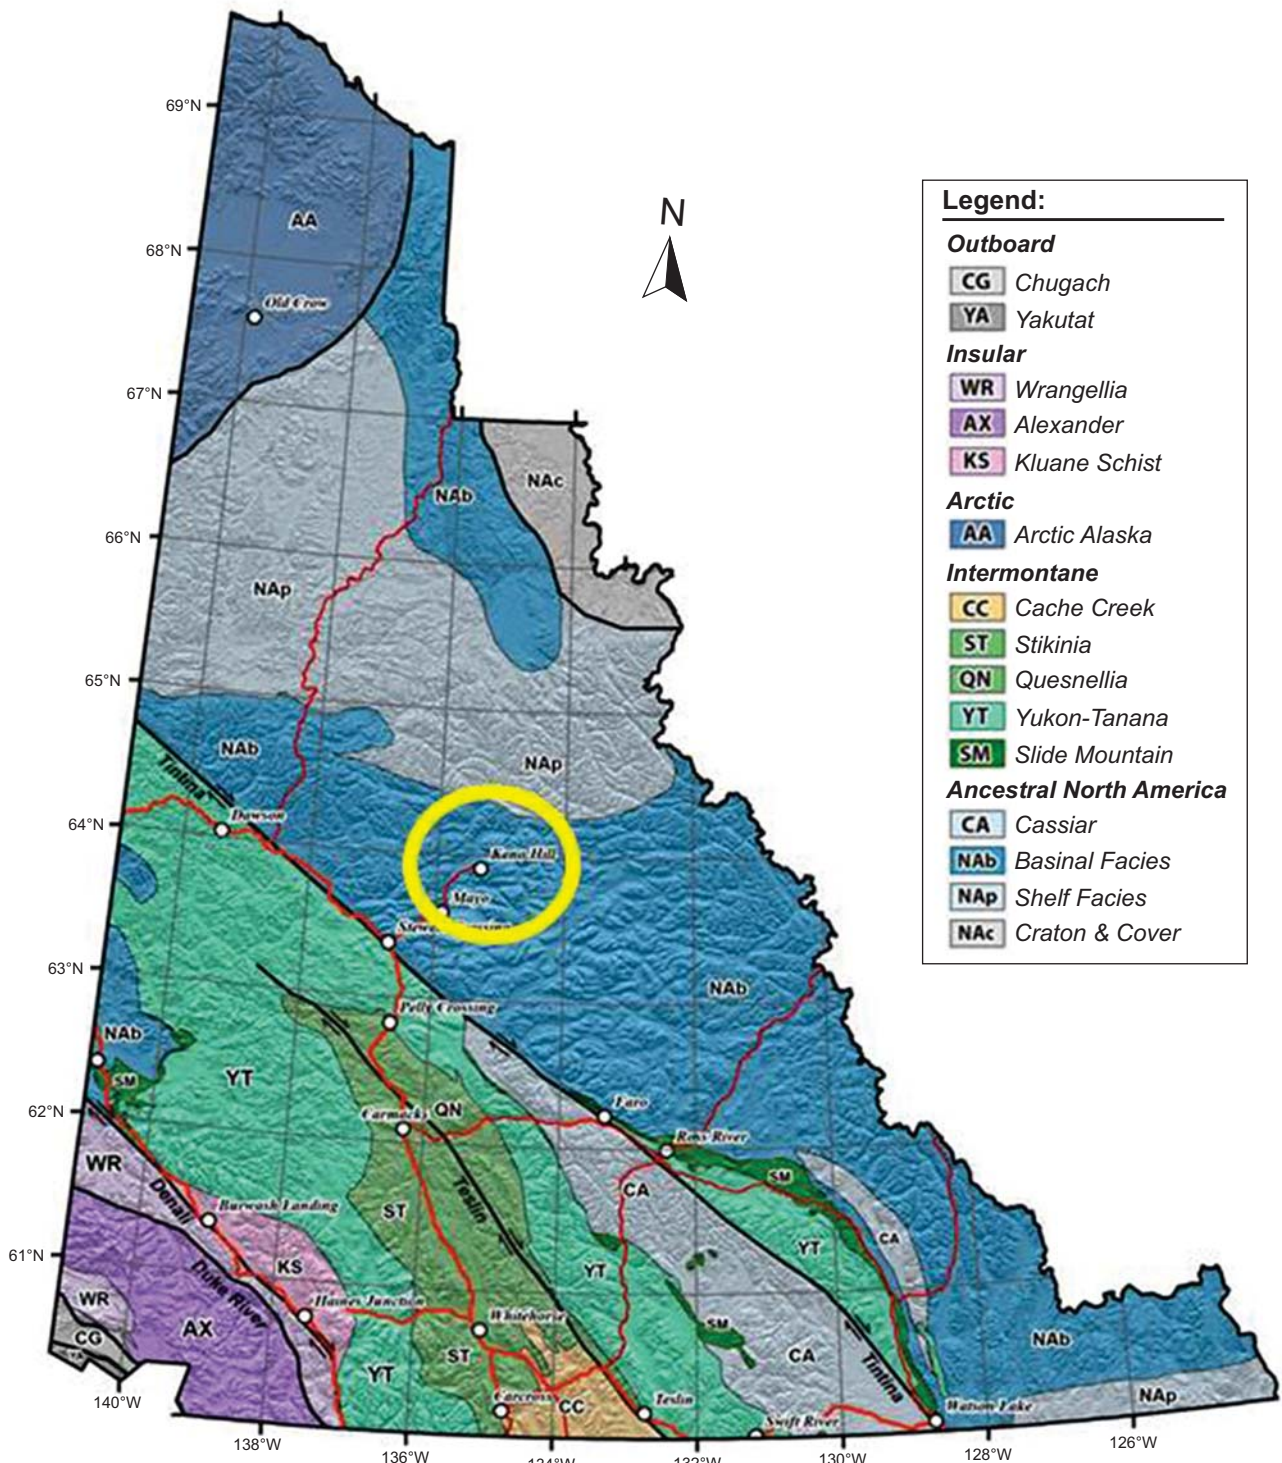 69°N
N
Legend:
Outboard
CG Chugach
YA Yakutat
Insular
WR Wrangellia
AX Alexander
KS Kluane Schist
Arctic
AA Arctic Alaska
Intermontane
CC Cache Creek
ST Stikinia
QN Quesnellia
YT Yukon-Tanana
SM Slide Mountain
Ancestral North America
CA Cassiar
NAb Basinal Facies
NAp Shelf Facies
NAc Craton & Cover
AA
68°N
Old Crow
67°N
NAc
NAb
66°N
NAp
65°N
NAb
NAp
Tintina
64°N
Dawson
Keno Hill
Mayo
Stewart Crossing
63°N
NAb
Pelly Crossing
NAb
YT
SM
62°N
Faro
Carmacks
QN
Ross River
WR
SM
CA
Denali
Burwash Landing
ST
Teslin
CA
YT
61°N
KS
YT
Duke River
WR
Haines Junction
CG
YA
AX
Whitehorse
SM
NAb
ST
CA
YT
Tintina
140°W
Carcross
CC
Teslin
Swift River
Watson Lake
NAp
138°W
136°W
134°W
132°W
130°W
128°W
126°W